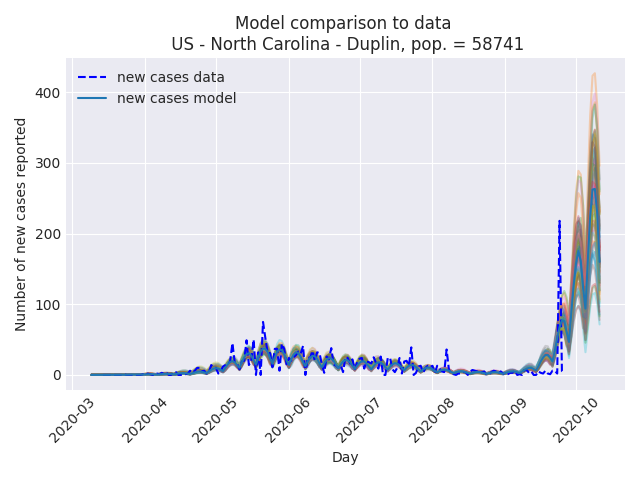 Model comparison to data
US - North Carolina - Duplin, pop. = 58741
new cases data
new cases model
Number of new cases reported
400
300
200
100
0
2020-03
2020-04
2020-05
2020-06
2020-07
2020-08
2020-09
2020-10
Day